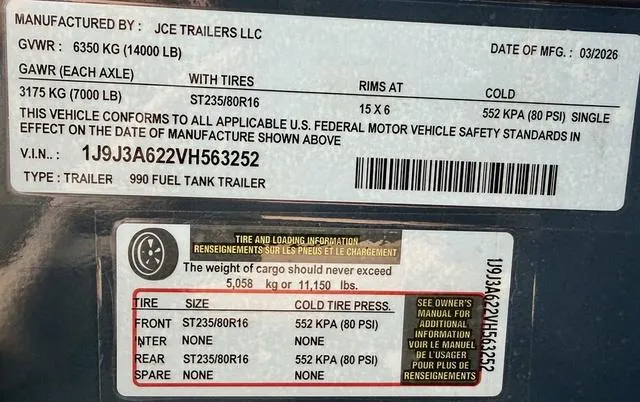 MANUFACTURED BY : JCE TRAILERS LLC
GVWR : 6350 KG (14000 LB) DATE OF MFG. : 03/2026
GAWR (EACH AXLE) WITH TIRES RIMS AT COLD
3175 KG (7000 LB) ST235/80R16 15 X 6 552 KPA (80 PSI) SINGLE
THIS VEHICLE CONFORMS TO ALL APPLICABLE U.S. FEDERAL MOTOR VEHICLE SAFETY STANDARDS IN
EFFECT ON THE DATE OF MANUFACTURE SHOWN ABOVE
V.I.N.. : 1J9J3A622VH563252
TYPE : TRAILER 990 FUEL TANK TRAILER
TIRE AND LOADING INFORMATION
RENSEIGNEMENTS SUR LES PNEUS ET LE CHARGEMENT
The weight of cargo should never exceed
5,058 kg or 11,150 lbs.
TIRE SIZE COLD TIRE PRESS.
FRONT ST235/80R16 552 KPA (80 PSI)
INTER NONE NONE
REAR ST235/80R16 552 KPA (80 PSI)
SPARE NONE NONE
SEE OWNER'S
MANUAL FOR
ADDITIONAL
INFORMATION
VOIR LE MANUEL
DE L'USAGER
POUR PLUS DE
RENSEIGNEMENTS
1J9J3A622VH563252